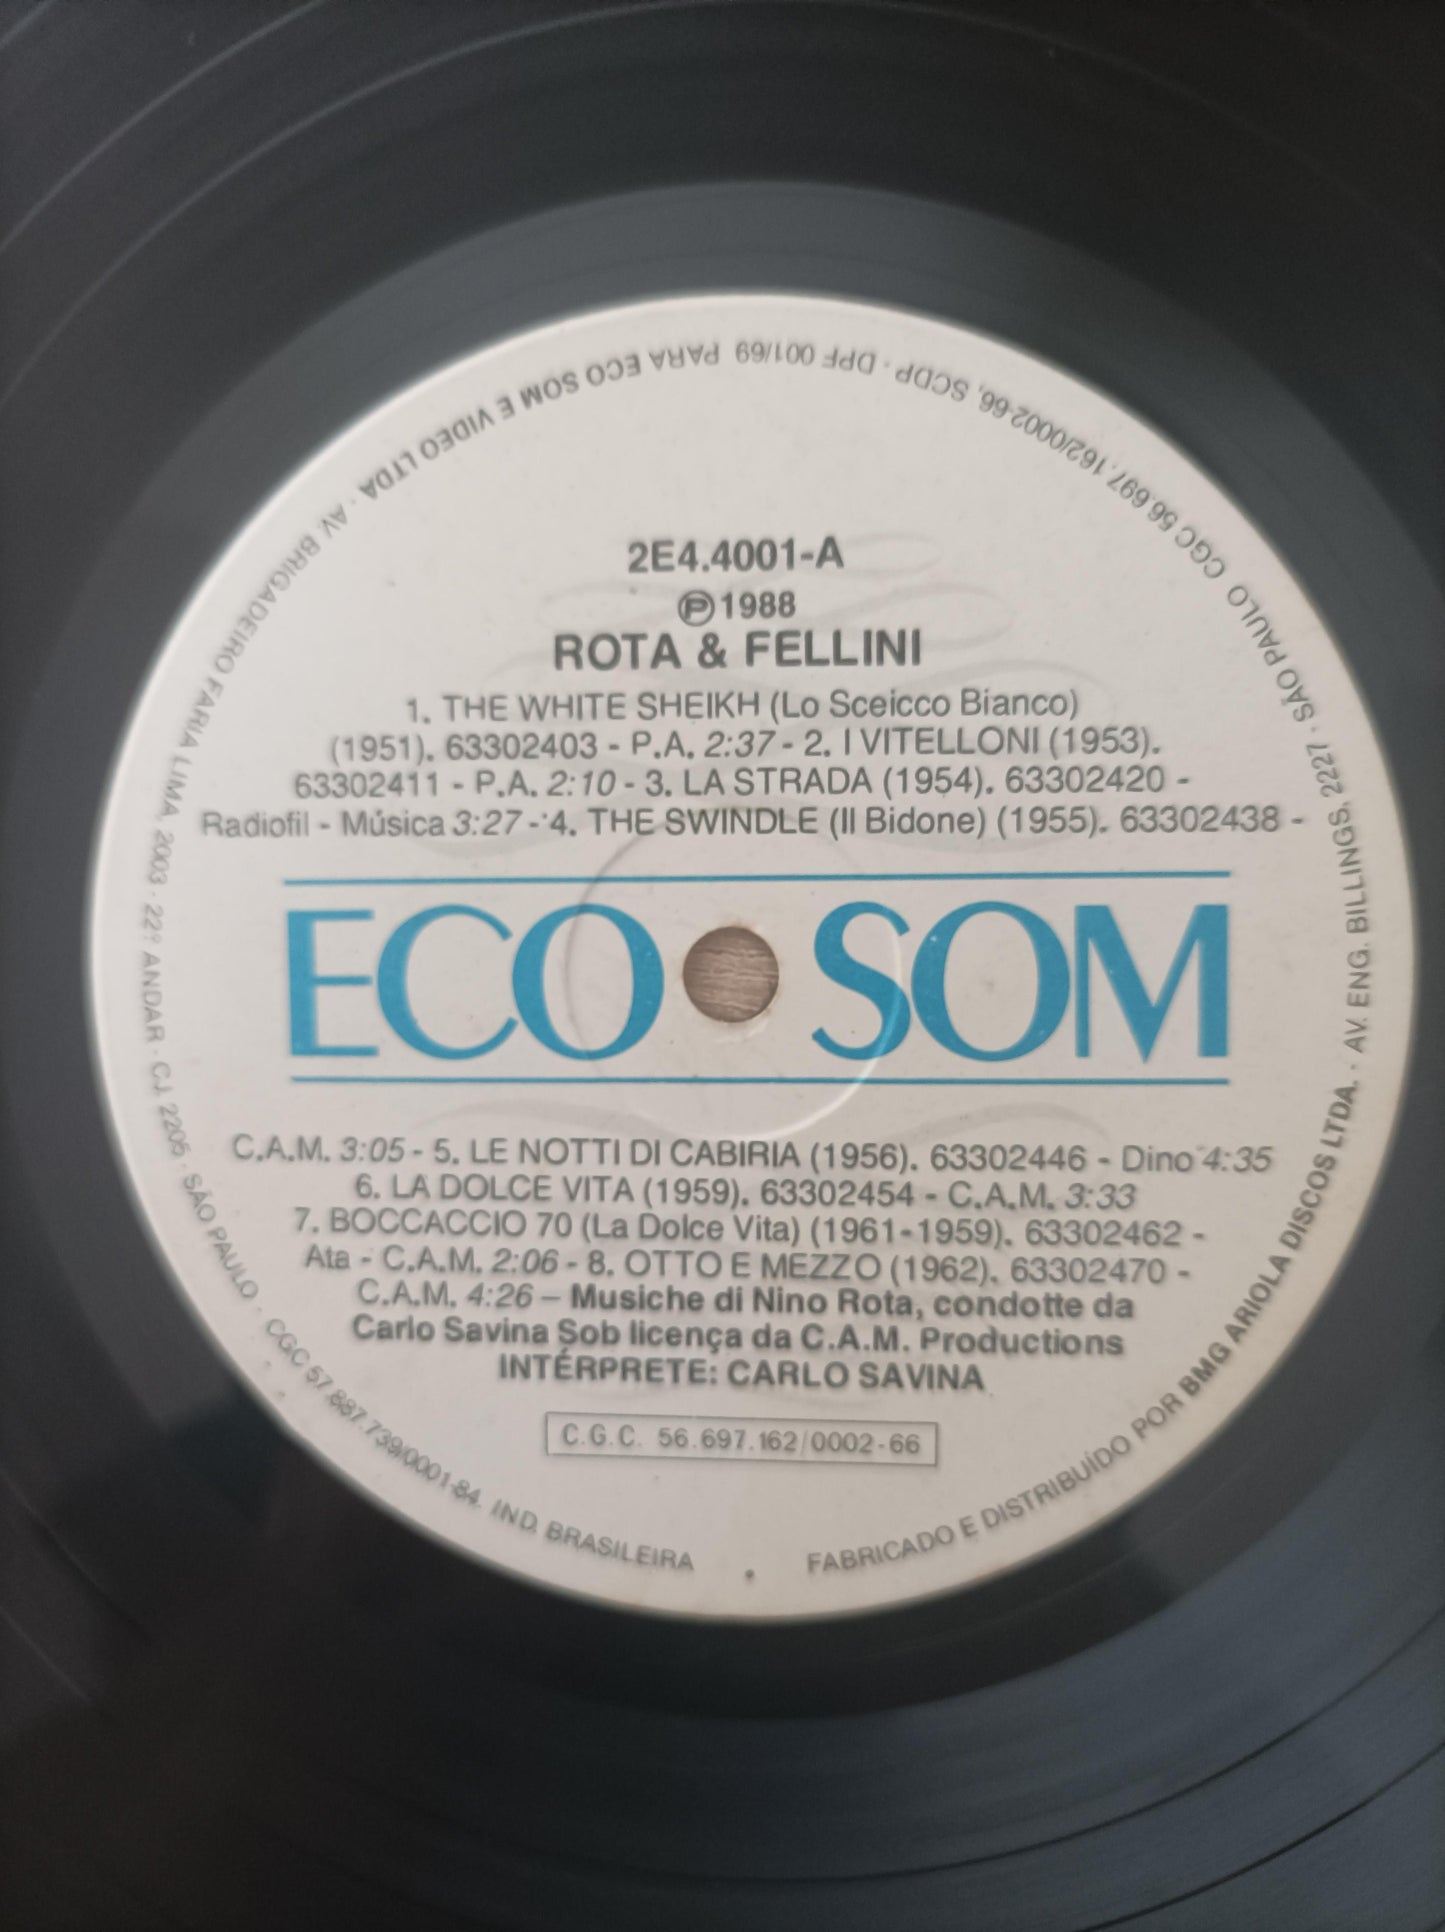 2E4.4001-A
Ⓟ1988
ROTA & FELLINI
1. THE WHITE SHEIKH (Lo Sceicco Bianco)
(1951). 63302403 - P.A. 2:37 - 2. I VITELLONI (1953).
63302411 - P.A. 2:10 - 3. LA STRADA (1954). 63302420 -
Radiofil - Música 3:27 - 4. THE SWINDLE (Il Bidone) (1955). 63302438 -
ECO SOM
C.A.M. 3:05 - 5. LE NOTTI DI CABIRIA (1956). 63302446 - Dino 4:35
6. LA DOLCE VITA (1959). 63302454 - C.A.M. 3:33
7. BOCCACCIO 70 (La Dolce Vita) (1961-1959). 63302462 -
Ata - C.A.M. 2:06 - 8. OTTO E MEZZO (1962). 63302470 -
C.A.M. 4:26 – Musiche di Nino Rota, condotte da
Carlo Savina Sob licença da C.A.M. Productions
INTÉRPRETE: CARLO SAVINA
C.G.C. 56.697.162/0002-66
FABRICADO E DISTRIBUÍDO POR BMG ARIOLA DISCOS LTDA. · AV. ENG. BILLINGS, 2227 · SÃO PAULO CGC 56.697.162/0002-66, SCDP · DPF 001/69 PARA ECO SOM E VIDEO LTDA · AV. BRIGADEIRO FARIA LIMA, 2003 · 22º ANDAR · CJ. 2205 · SÃO PAULO · CGC 57.887.739/0001-84. IND. BRASILEIRA